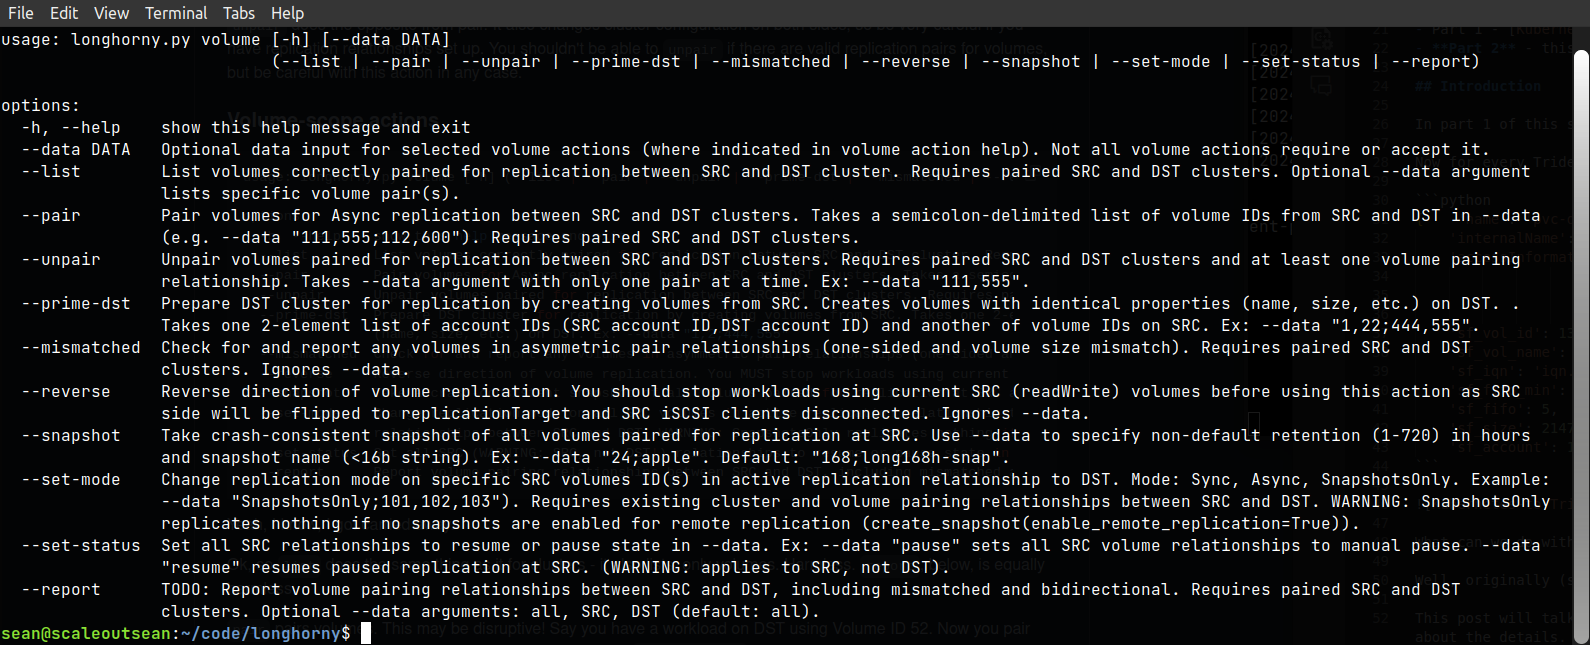 File Edit View Terminal Tabs Help
usage: longhorny.py volume [-h] [--data DATA]
(--list | --pair | --unpair | --prime-dst | --mismatched | --reverse | --snapshot | --set-mode | --set-status | --report)
options:
-h, --help show this help message and exit
--data DATA Optional data input for selected volume actions (where indicated in volume action help). Not all volume actions require or accept it.
--list List volumes correctly paired for replication between SRC and DST cluster. Requires paired SRC and DST clusters. Optional --data argument
lists specific volume pair(s).
--pair Pair volumes for Async replication between SRC and DST clusters. Takes a semicolon-delimited list of volume IDs from SRC and DST in --data
(e.g. --data "111,555;112,600"). Requires paired SRC and DST clusters.
--unpair Unpair volumes paired for replication between SRC and DST clusters. Requires paired SRC and DST clusters and at least one volume pairing
relationship. Takes --data argument with only one pair at a time. Ex: --data "111,555".
--prime-dst Prepare DST cluster for replication by creating volumes from SRC. Creates volumes with identical properties (name, size, etc.) on DST. .
Takes one 2-element list of account IDs (SRC account ID,DST account ID) and another of volume IDs on SRC. Ex: --data "1,22;444,555".
--mismatched Check for and report any volumes in asymmetric pair relationships (one-sided and volume size mismatch). Requires paired SRC and DST
clusters. Ignores --data.
--reverse Reverse direction of volume replication. You should stop workloads using current SRC (readWrite) volumes before using this action as SRC
side will be flipped to replicationTarget and SRC iSCSI clients disconnected. Ignores --data.
--snapshot Take crash-consistent snapshot of all volumes paired for replication at SRC. Use --data to specify non-default retention (1-720) in hours
and snapshot name (<16b string). Ex: --data "24;apple". Default: "168;long168h-snap".
--set-mode Change replication mode on specific SRC volumes ID(s) in active replication relationship to DST. Mode: Sync, Async, SnapshotsOnly. Example:
--data "SnapshotsOnly;101,102,103"). Requires existing cluster and volume pairing relationships between SRC and DST. WARNING: SnapshotsOnly
replicates nothing if no snapshots are enabled for remote replication (create_snapshot(enable_remote_replication=True)).
--set-status Set all SRC relationships to resume or pause state in --data. Ex: --data "pause" sets all SRC volume relationships to manual pause. --data
"resume" resumes paused replication at SRC. (WARNING: applies to SRC, not DST).
--report TODO: Report volume pairing relationships between SRC and DST, including mismatched and bidirectional. Requires paired SRC and DST
clusters. Optional --data arguments: all, SRC, DST (default: all).
sean@scaleoutsean:~/code/longhorny$